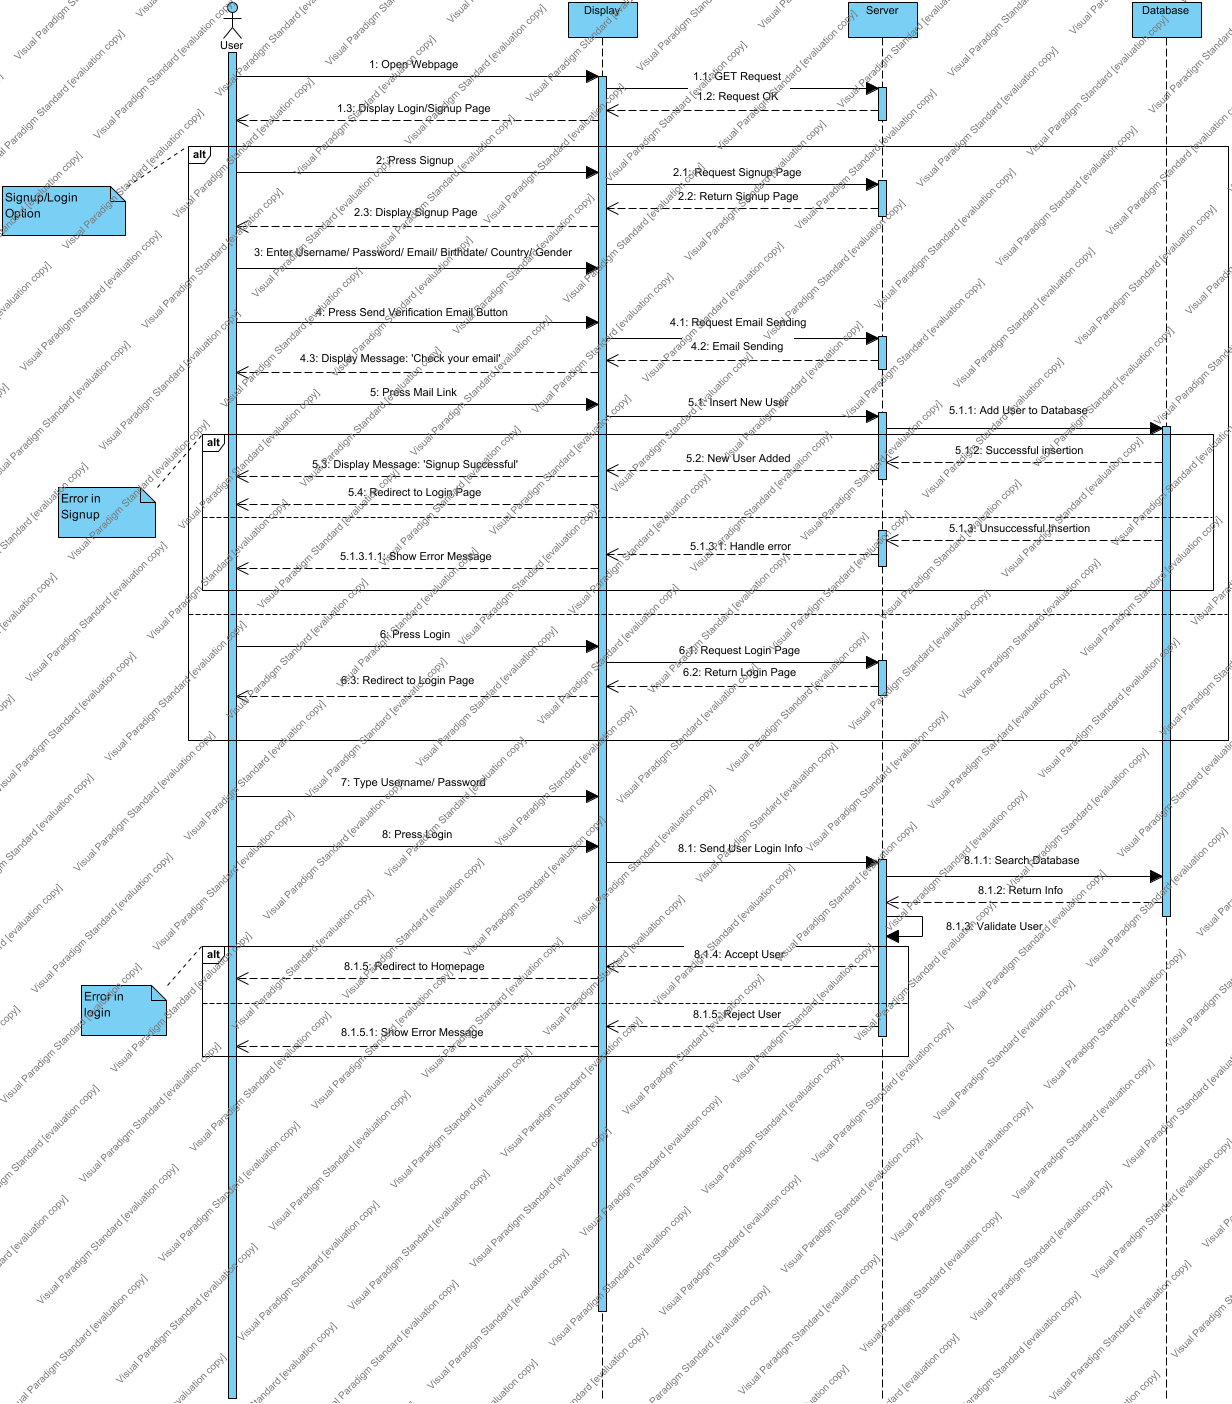 User
Display
Server
Database
1: Open Webpage
1.1: GET Request
1.2: Request OK
1.3: Display Login/Signup Page
alt
Signup/Login
Option
2: Press Signup
2.1: Request Signup Page
2.2: Return Signup Page
2.3: Display Signup Page
3: Enter Username/ Password/ Email/ Birthdate/ Country/ Gender
4: Press Send Verification Email Button
4.1: Request Email Sending
4.2: Email Sending
4.3: Display Message: 'Check your email'
5: Press Mail Link
5.1: Insert New User
5.1.1: Add User to Database
alt
Error in
Signup
5.1.2: Successful insertion
5.2: New User Added
5.3: Display Message: 'Signup Successful'
5.4: Redirect to Login Page
5.1.3: Unsuccessful Insertion
5.1.3.1: Handle error
5.1.3.1.1: Show Error Message
6: Press Login
6.1: Request Login Page
6.2: Return Login Page
6.3: Redirect to Login Page
7: Type Username/ Password
8: Press Login
8.1: Send User Login Info
8.1.1: Search Database
8.1.2: Return Info
8.1.3: Validate User
alt
Error in
login
8.1.4: Accept User
8.1.5: Redirect to Homepage
8.1.5: Reject User
8.1.5.1: Show Error Message
Visual Paradigm Standard [evaluation copy]